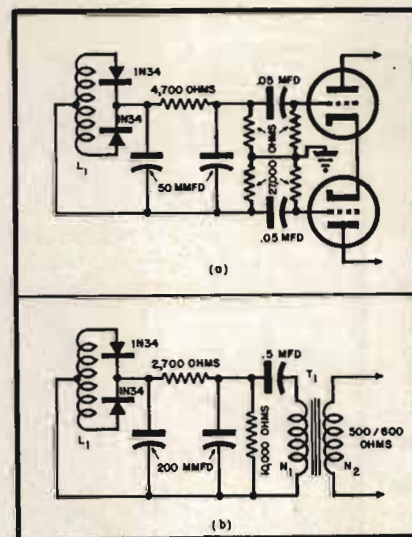 1N34
4,700 OHMS
.05 MFD
1N34
L1
50 MMFD
OHMS
27,000
.05 MFD
(a)
1N34
2,700 OHMS
.5 MFD
T1
1N34
L1
200 MMFD
10,000 OHMS
N1
N2
500/600
OHMS
(b)